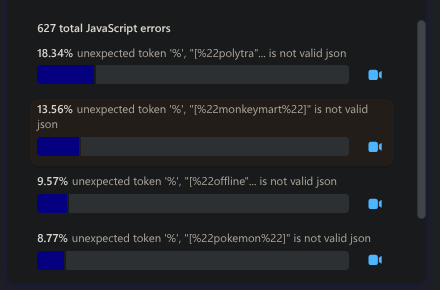 627 total JavaScript errors
18.34% unexpected token '%', "[%22polytra"... is not valid json
13.56% unexpected token '%', "[%22monkeymart%22]" is not valid
json
9.57% unexpected token '%', "[%22offline"... is not valid json
8.77% unexpected token '%', "[%22pokemon%22]" is not valid json